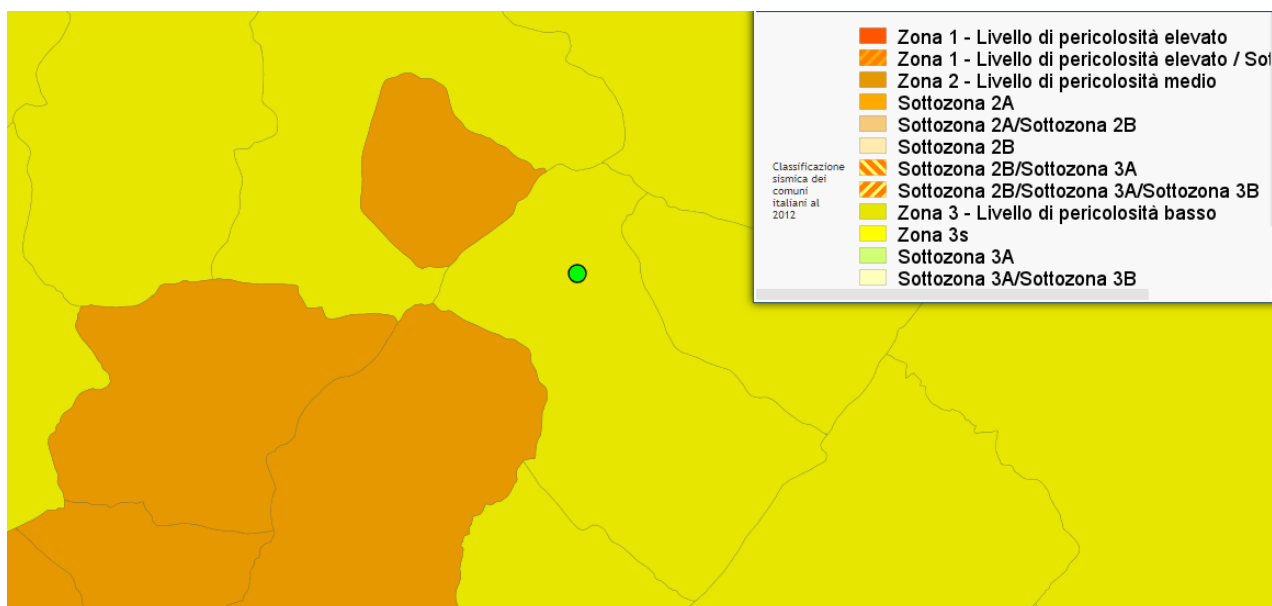 Classificazione
sismica dei
comuni
italiani al
2012
Zona 1 - Livello di pericolosità elevato
Zona 1 - Livello di pericolosità elevato / Sot
Zona 2 - Livello di pericolosità medio
Sottozona 2A
Sottozona 2A/Sottozona 2B
Sottozona 2B
Sottozona 2B/Sottozona 3A
Sottozona 2B/Sottozona 3A/Sottozona 3B
Zona 3 - Livello di pericolosità basso
Zona 3s
Sottozona 3A
Sottozona 3A/Sottozona 3B